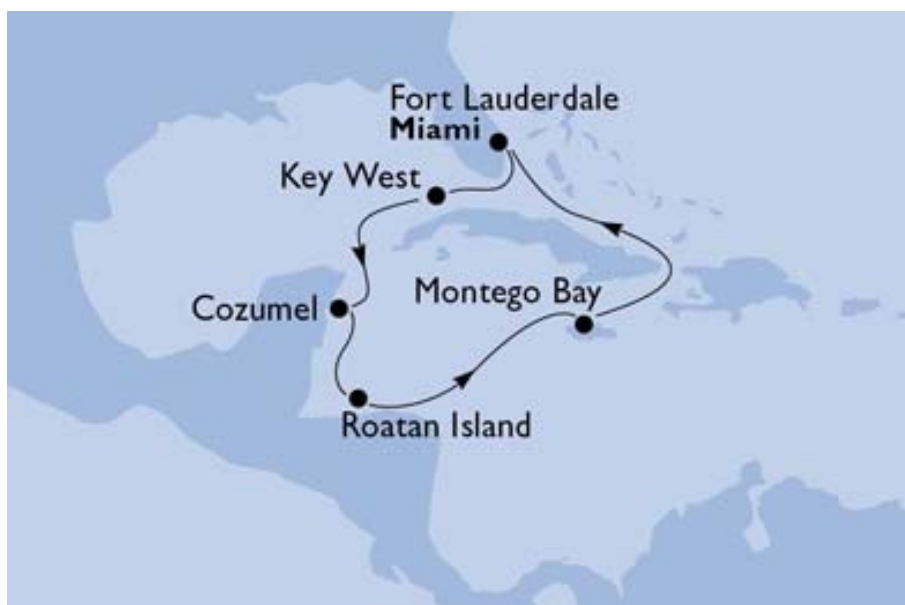 Fort Lauderdale
Miami
Key West
Cozumel
Montego Bay
Roatan Island